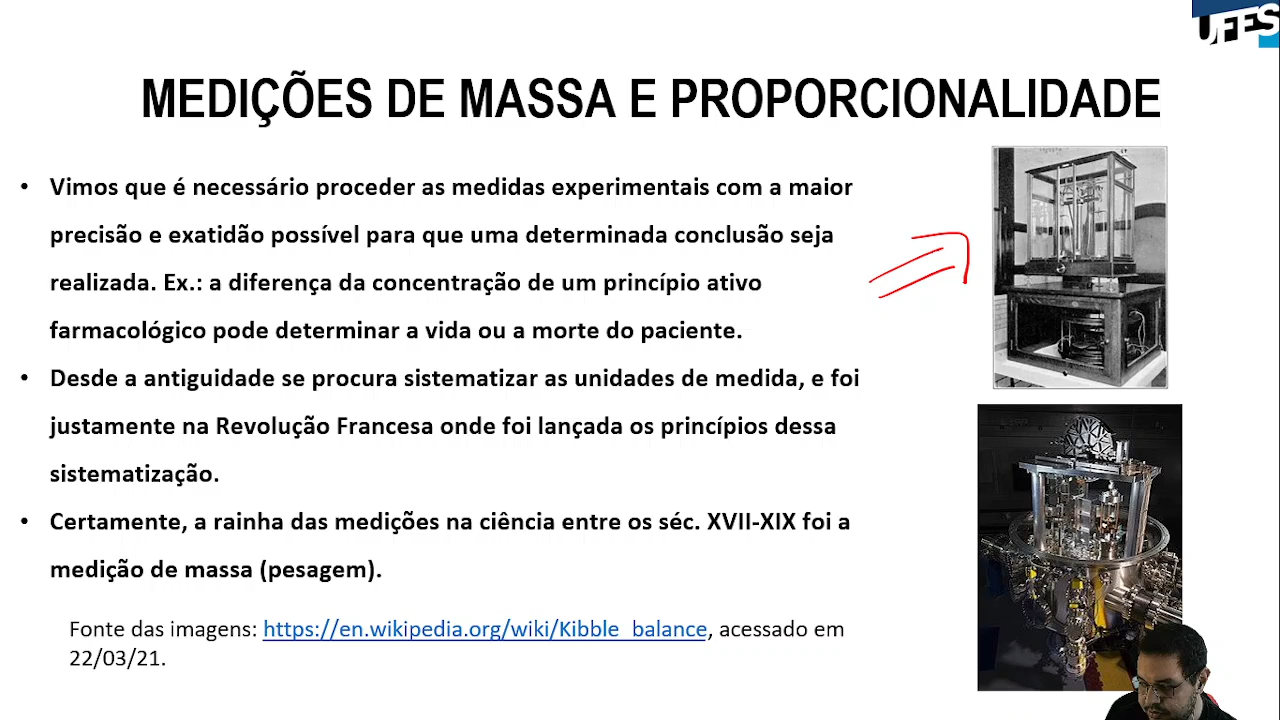 UFES
MEDIÇÕES DE MASSA E PROPORCIONALIDADE
• Vimos que é necessário proceder as medidas experimentais com a maior
precisão e exatidão possível para que uma determinada conclusão seja
realizada. Ex.: a diferença da concentração de um princípio ativo
farmacológico pode determinar a vida ou a morte do paciente.
• Desde a antiguidade se procura sistematizar as unidades de medida, e foi
justamente na Revolução Francesa onde foi lançada os princípios dessa
sistematização.
• Certamente, a rainha das medições na ciência entre os séc. XVII-XIX foi a
medição de massa (pesagem).
Fonte das imagens: https://en.wikipedia.org/wiki/Kibble_balance, acessado em
22/03/21.